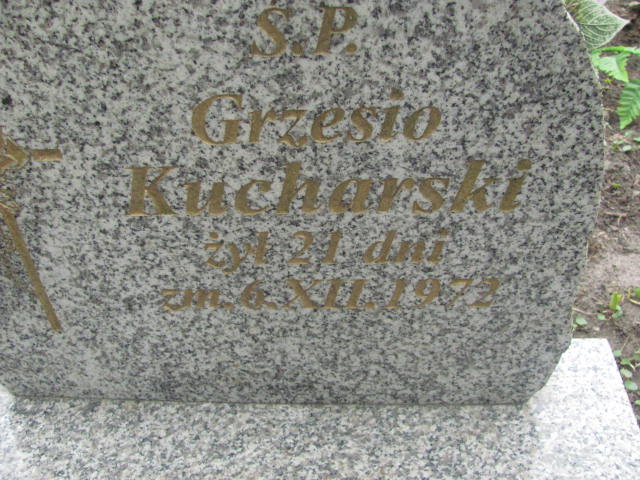 S.P.
Grzesio
Kucharski
żył 21 dni
zm. 6.XII.1972